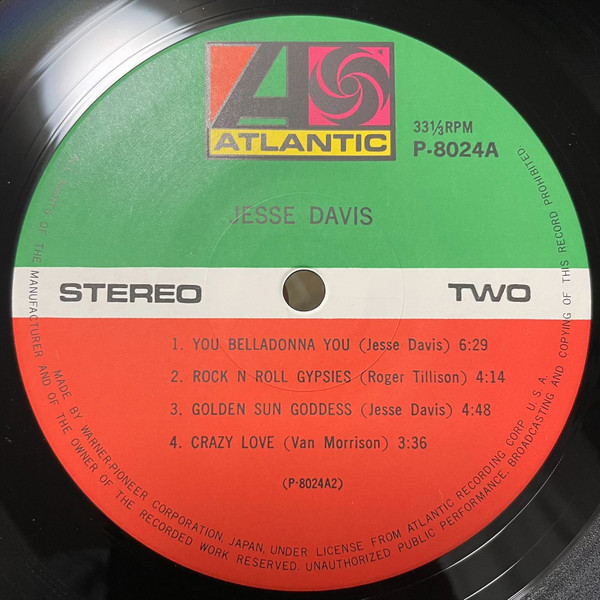 ATLANTIC
33⅓RPM
P-8024A
JESSE DAVIS
STEREO
TWO
1. YOU BELLADONNA YOU (Jesse Davis) 6:29
2. ROCK N ROLL GYPSIES (Roger Tillison) 4:14
3. GOLDEN SUN GODDESS (Jesse Davis) 4:48
4. CRAZY LOVE (Van Morrison) 3:36
(P-8024A2)
MADE BY WARNER-PIONEER CORPORATION, JAPAN, UNDER LICENSE FROM ATLANTIC RECORDING CORP. U.S.A.
OF THE MANUFACTURER AND OF THE OWNER OF THE RECORDED WORK RESERVED. UNAUTHORIZED PUBLIC PERFORMANCE, BROADCASTING AND COPYING OF THIS RECORD PROHIBITED.